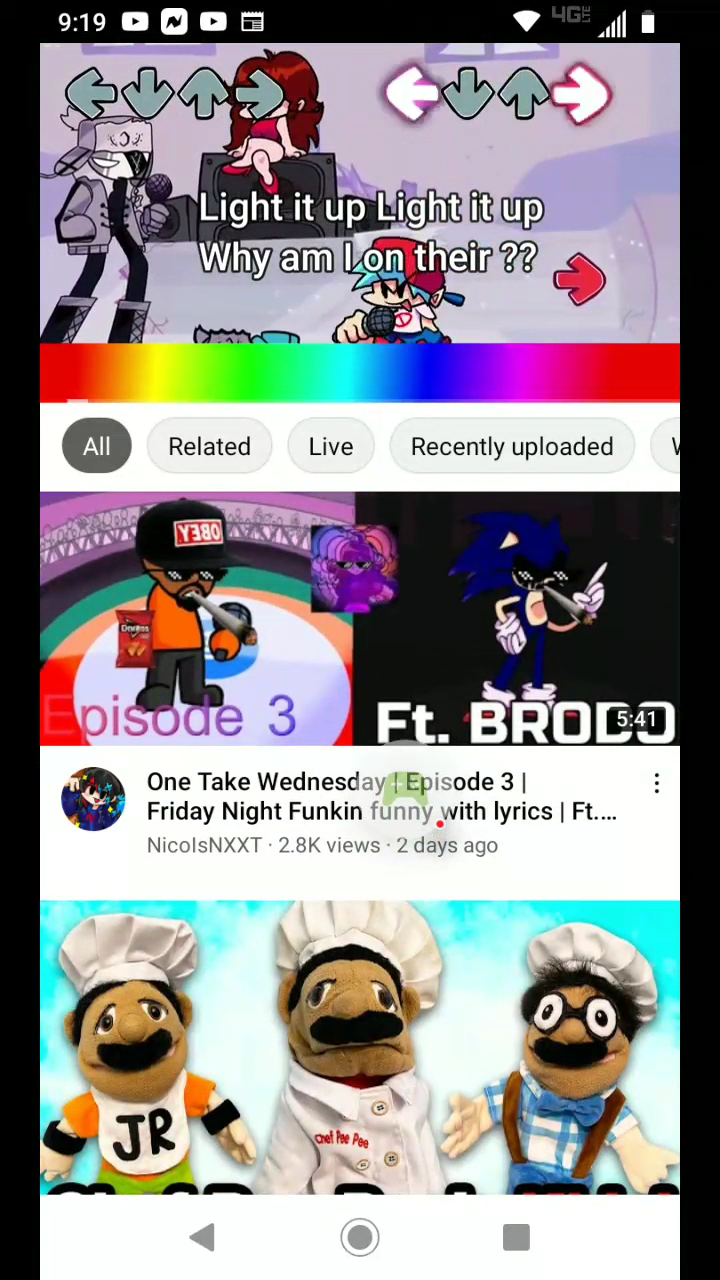 9:19
4G LTE
Light it up Light it up
Why am I on their ??
All
Related
Live
Recently uploaded
OBEY
Doritos
Episode 3
Ft. BRODO
5:41
One Take Wednesday | Episode 3 |
Friday Night Funkin funny with lyrics | Ft....
NicolsNXXT · 2.8K views · 2 days ago
JR
Chef Pee Pee